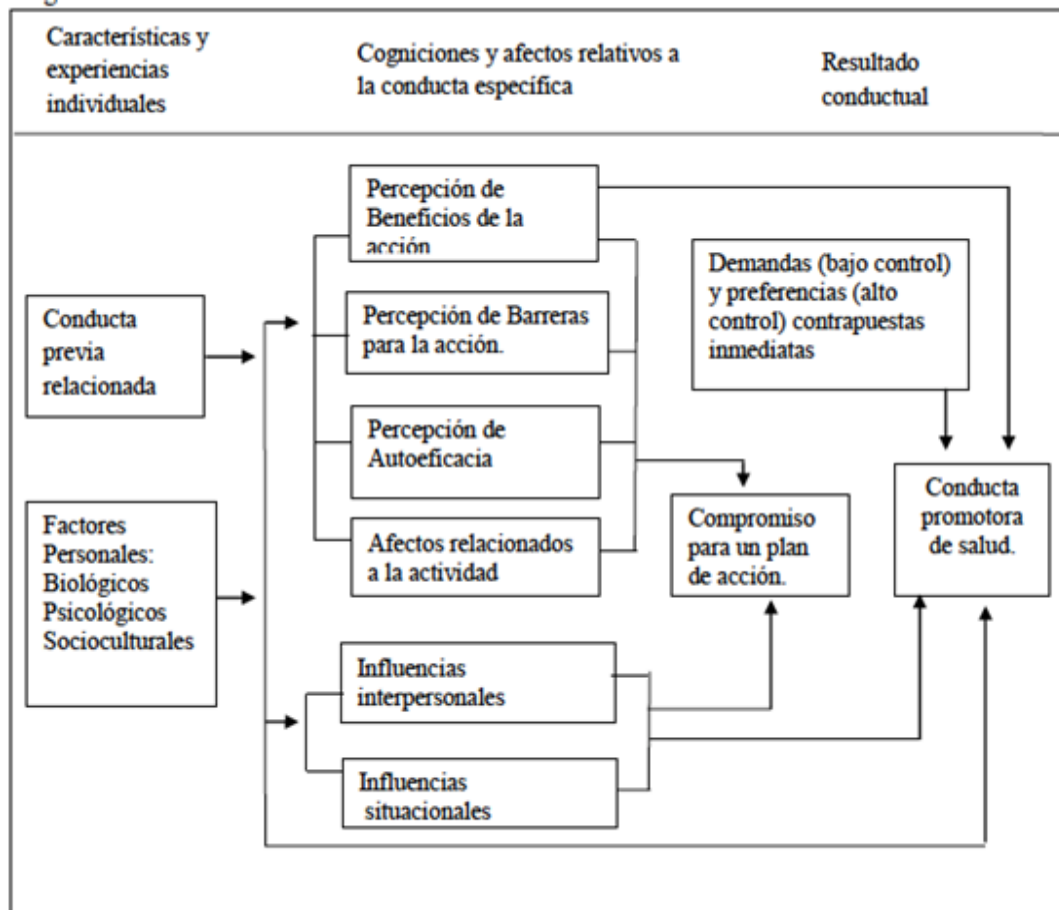 Características y
experiencias
individuales
Cogniciones y afectos relativos a
la conducta específica
Resultado
conductual
Percepción de
Beneficios de la
acción
Demandas (bajo control)
y preferencias (alto
control) contrapuestas
inmediatas
Conducta
previa
relacionada
Percepción de Barreras
para la acción.
Percepción de
Autoeficacia
Conducta
promotora
de salud.
Compromiso
para un plan
de acción.
Factores
Personales:
Biológicos
Psicológicos
Socioculturales
Afectos relacionados
a la actividad
Influencias
interpersonales
Influencias
situacionales